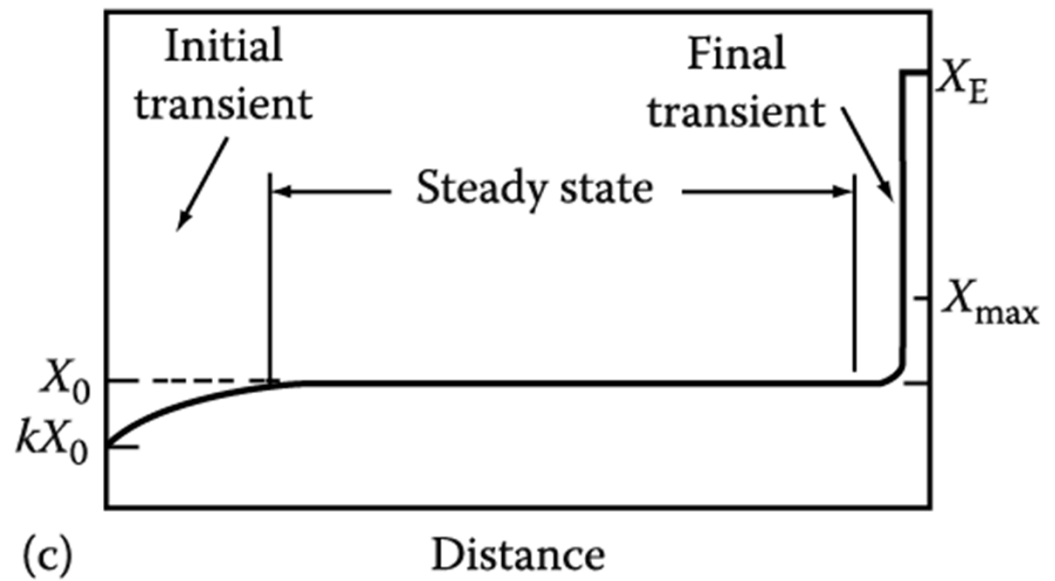 Initial
transient
Final
transient
X_E
Steady state
X_max
X_0
kX_0
(c)
Distance